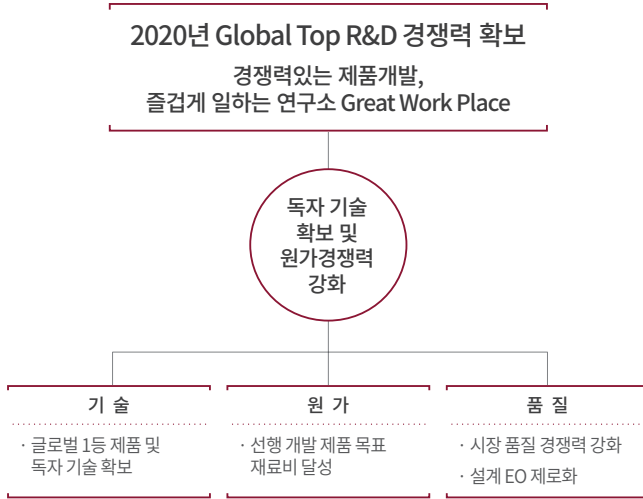 2020년 Global Top R&D 경쟁력 확보
경쟁력있는 제품개발,
즐겁게 일하는 연구소 Great Work Place
독자 기술
확보 및
원가경쟁력
강화
기 술
· 글로벌 1등 제품 및
독자 기술 확보
원 가
· 선행 개발 제품 목표
재료비 달성
품 질
· 시장 품질 경쟁력 강화
· 설계 EO 제로화